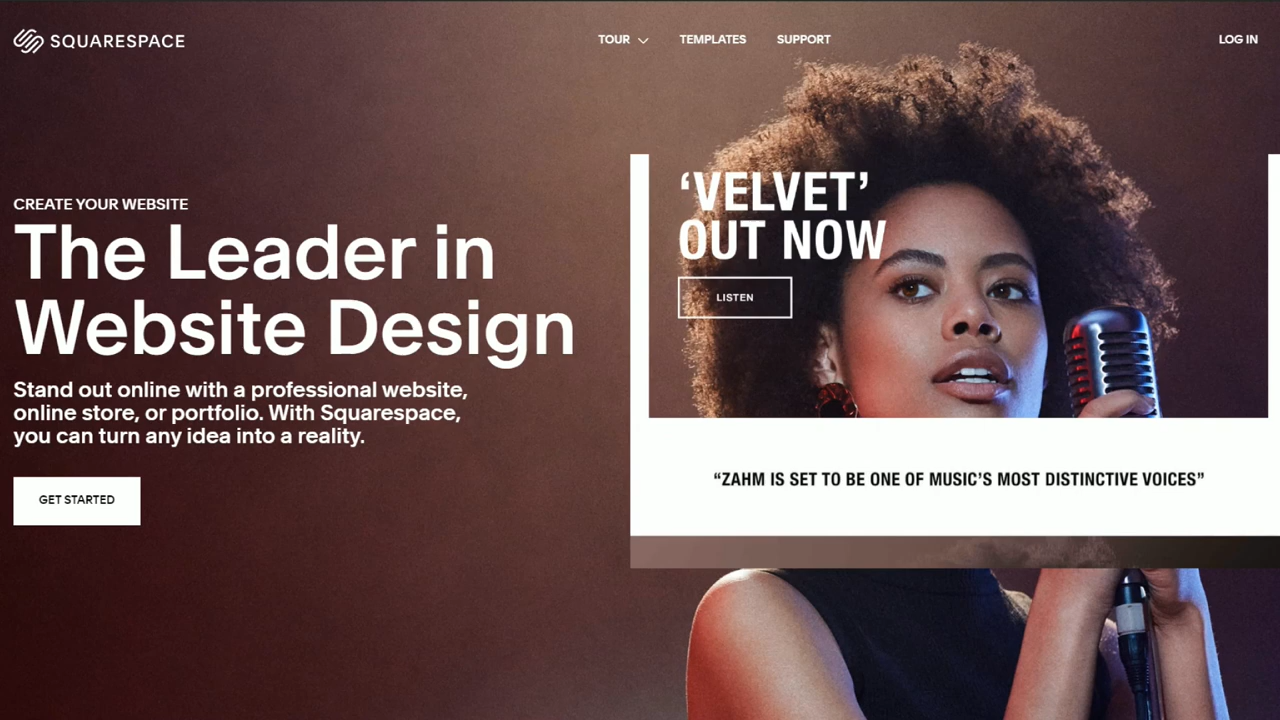 SQUARESPACE
TOUR
TEMPLATES
SUPPORT
LOG IN
CREATE YOUR WEBSITE
The Leader in
Website Design
Stand out online with a professional website,
online store, or portfolio. With Squarespace,
you can turn any idea into a reality.
GET STARTED
‘VELVET’
OUT NOW
LISTEN
“ZAHM IS SET TO BE ONE OF MUSIC’S MOST DISTINCTIVE VOICES”